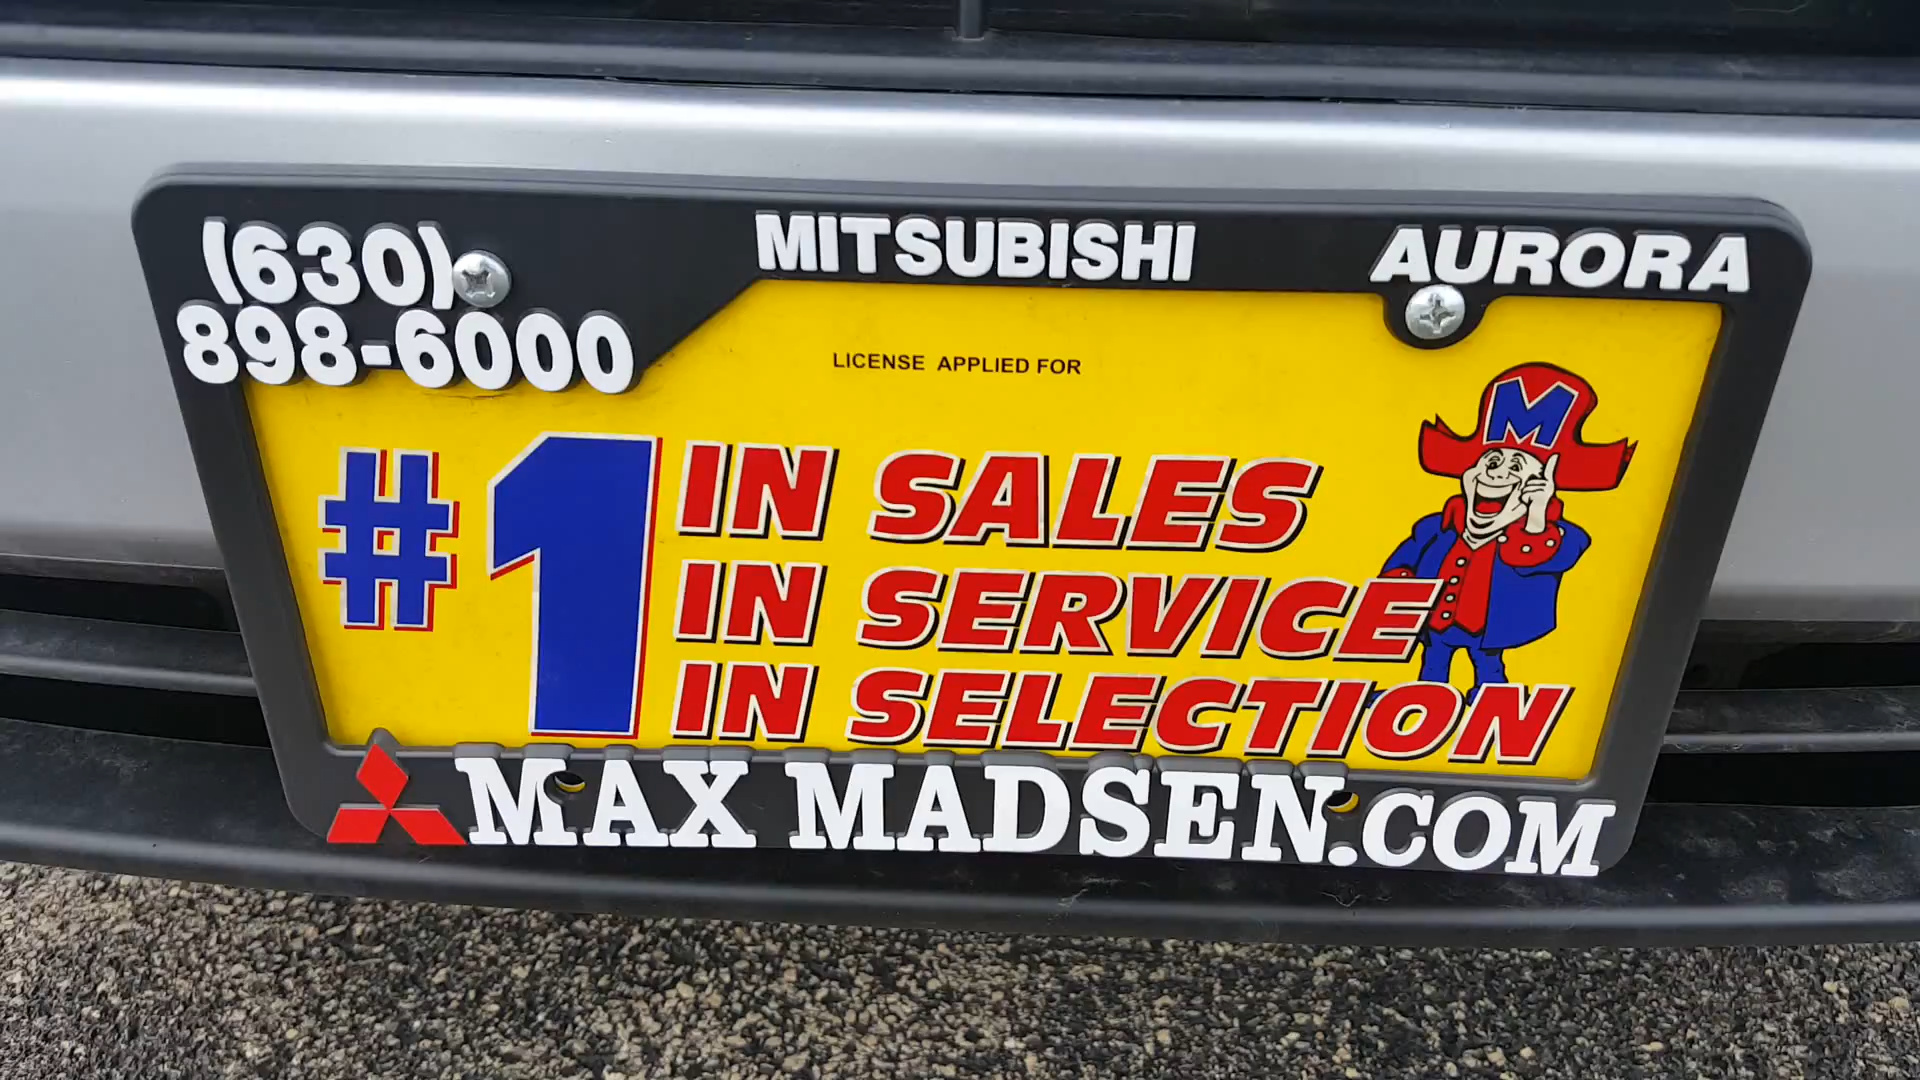 (630) MITSUBISHI AURORA
898-6000
LICENSE APPLIED FOR
M
#1 IN SALES
IN SERVICE
IN SELECTION
MAX MADSEN.COM